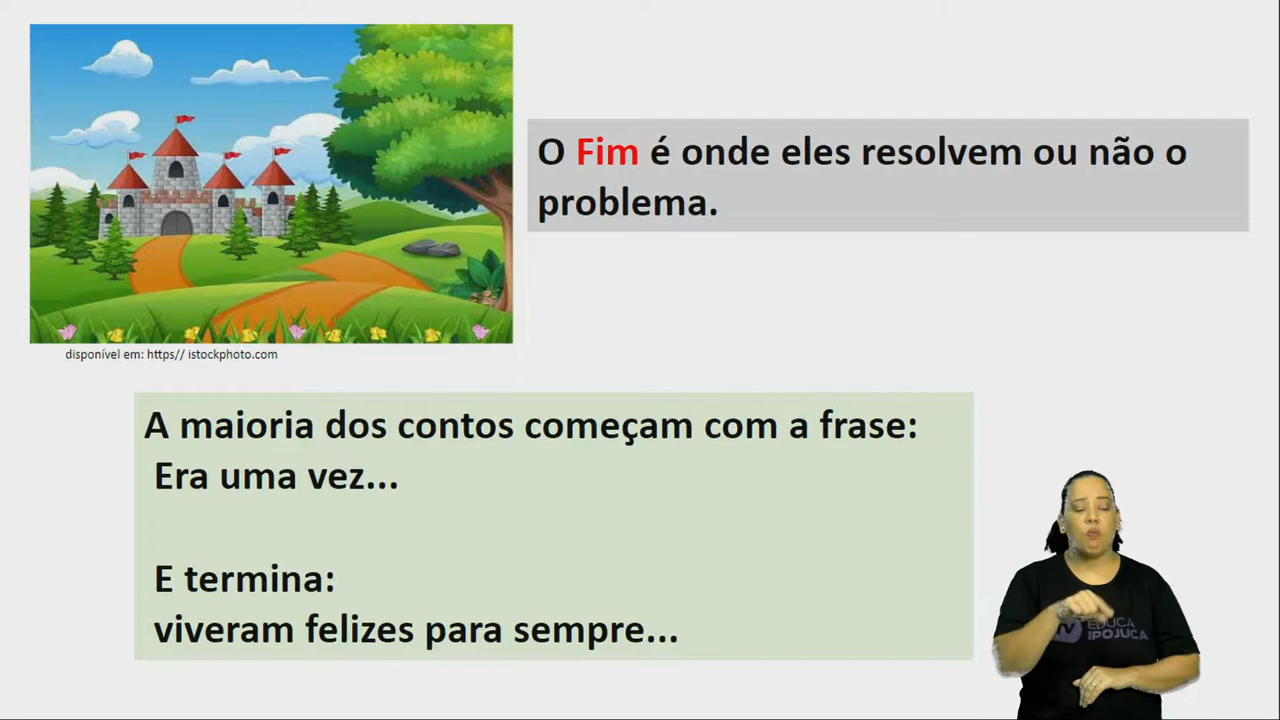 O Fim é onde eles resolvem ou não o
problema.
disponível em: https// istockphoto.com
A maioria dos contos começam com a frase:
Era uma vez...
E termina:
viveram felizes para sempre...
TV EDUCA
IPOJUCA